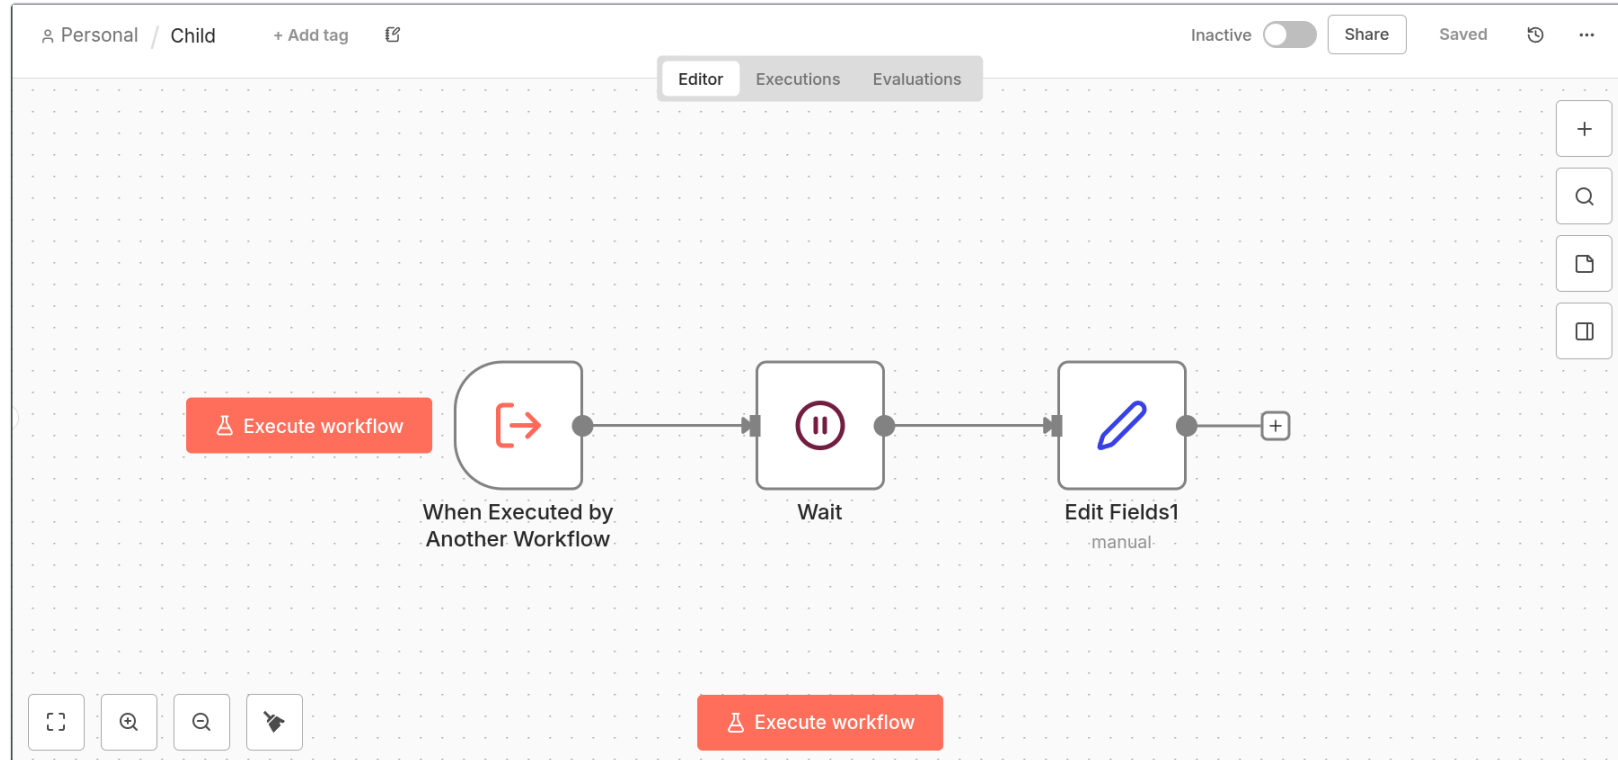 Personal / Child + Add tag Inactive Share Saved
Editor Executions Evaluations
Execute workflow
When Executed by
Another Workflow
Wait
Edit Fields1
manual
Execute workflow